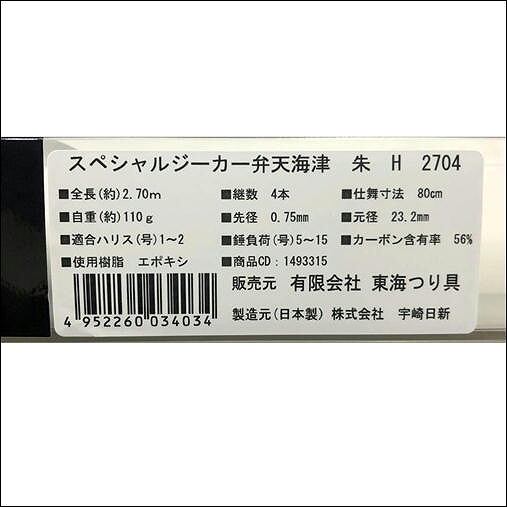 スペシャルジーカー弁天海津 朱 H 2704
■全長(約)2.70m ■継数 4本 ■仕舞寸法 80cm
■自重(約)110g ■先径 0.75mm ■元径 23.2mm
■適合ハリス(号)1~2 ■錘負荷(号)5~15 ■カーボン含有率 56%
■使用樹脂 エポキシ ■商品CD:1493315
販売元 有限会社 東海つり具
4 952260 034034
製造元(日本製) 株式会社 宇崎日新